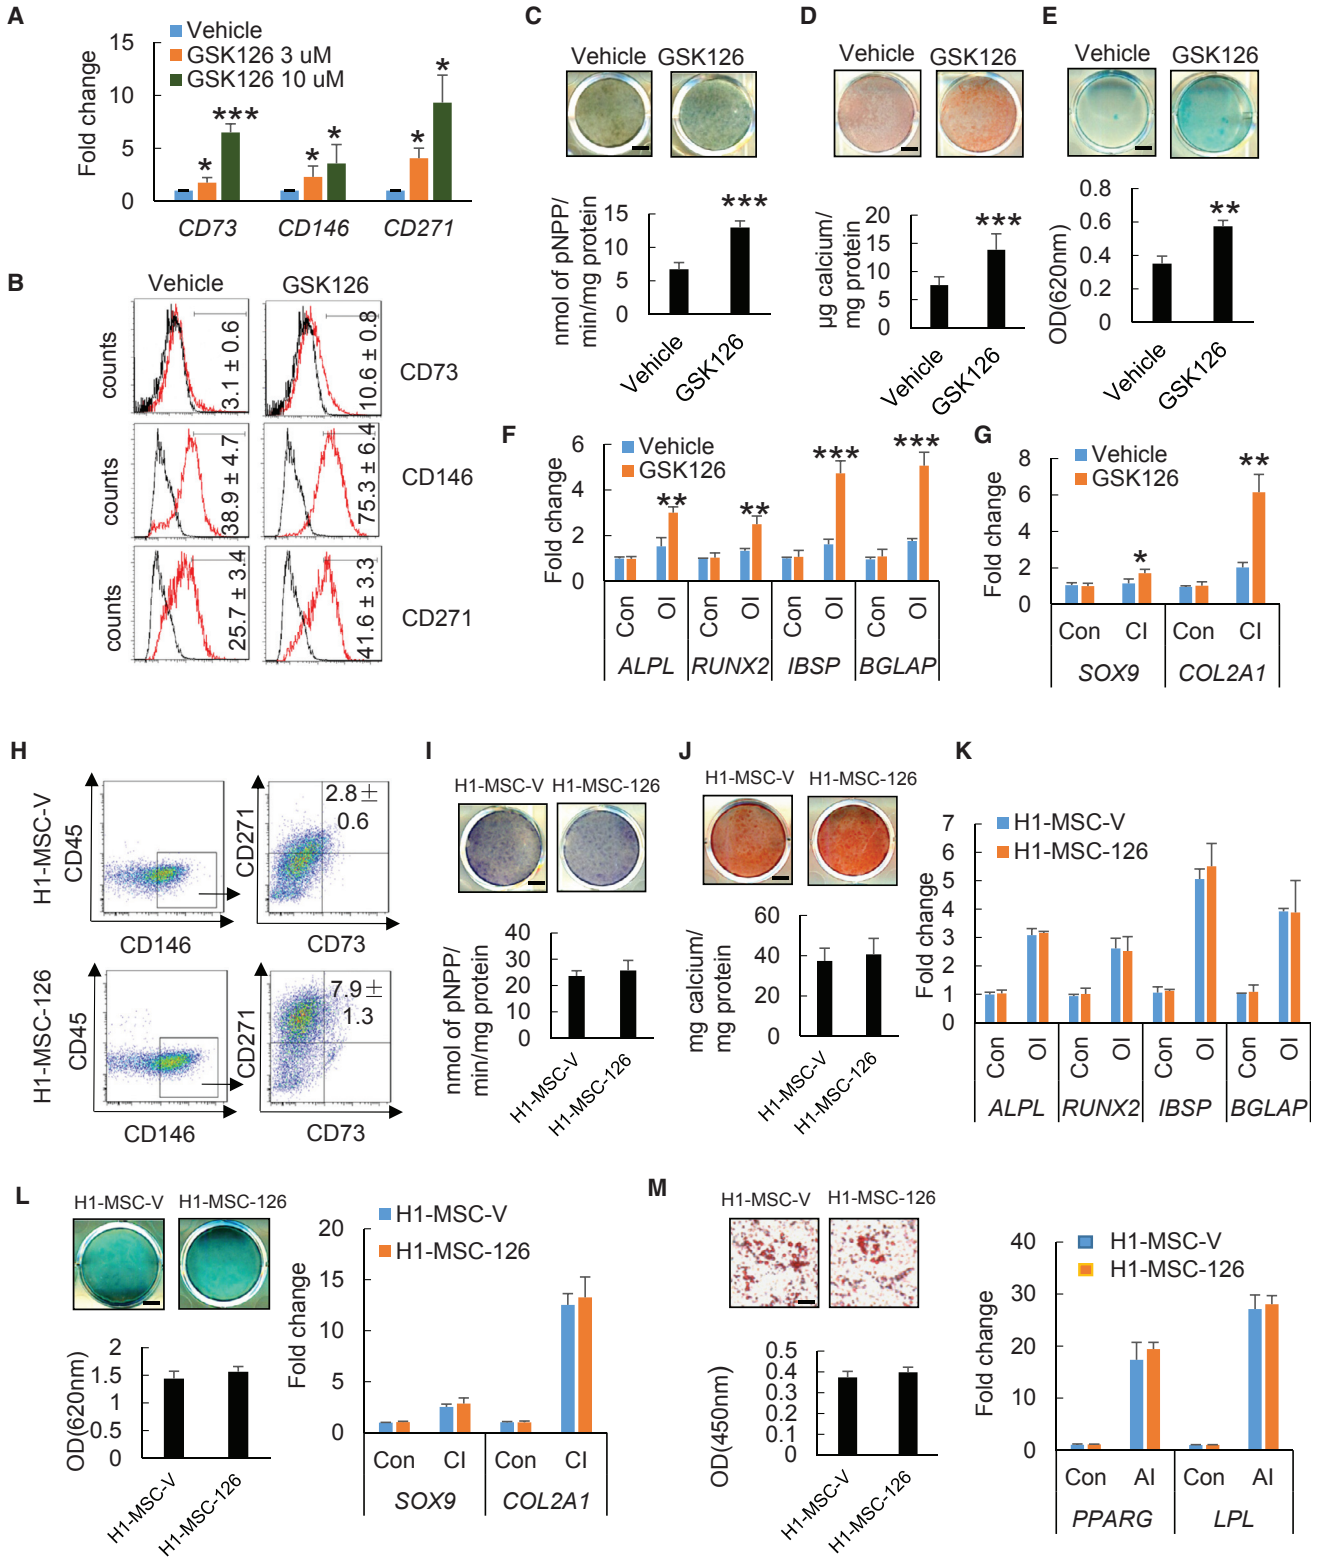 A
Vehicle
GSK126 3 uM
GSK126 10 uM
Fold change
15
10
5
0
***
*
*
*
*
*
CD73
CD146
CD271
B
Vehicle
GSK126
counts
3.1 ± 0.6
10.6 ± 0.8
CD73
counts
38.9 ± 4.7
75.3 ± 6.4
CD146
counts
25.7 ± 3.4
41.6 ± 3.3
CD271
C
Vehicle
GSK126
nmol of pNPP/
min/mg protein
15
10
5
0
***
Vehicle
GSK126
D
Vehicle
GSK126
µg calcium/
mg protein
20
15
10
5
0
***
Vehicle
GSK126
E
Vehicle
GSK126
OD(620nm)
0.8
0.6
0.4
0.2
0
**
Vehicle
GSK126
F
Vehicle
GSK126
Fold change
6
4
2
0
**
**
***
***
Con
OI
Con
OI
Con
OI
Con
OI
ALPL
RUNX2
IBSP
BGLAP
G
Vehicle
GSK126
Fold change
8
6
4
2
0
*
**
Con
CI
Con
CI
SOX9
COL2A1
H
H1-MSC-V
CD45
CD146
CD271
2.8 ±
0.6
CD73
H1-MSC-126
CD45
CD146
CD271
7.9 ±
1.3
CD73
I
H1-MSC-V
H1-MSC-126
nmol of pNPP/
min/mg protein
40
30
20
10
0
H1-MSC-V
H1-MSC-126
J
H1-MSC-V
H1-MSC-126
mg calcium/
mg protein
60
40
20
0
H1-MSC-V
H1-MSC-126
K
H1-MSC-V
H1-MSC-126
Fold change
7
6
5
4
3
2
1
0
Con
OI
Con
OI
Con
OI
Con
OI
ALPL
RUNX2
IBSP
BGLAP
L
H1-MSC-V
H1-MSC-126
OD(620nm)
2
1.5
1
0.5
0
H1-MSC-V
H1-MSC-126
H1-MSC-V
H1-MSC-126
Fold change
20
15
10
5
0
Con
CI
Con
CI
SOX9
COL2A1
M
H1-MSC-V
H1-MSC-126
OD(450nm)
0.5
0.4
0.3
0.2
0.1
0
H1-MSC-V
H1-MSC-126
H1-MSC-V
H1-MSC-126
Fold change
40
30
20
10
0
Con
AI
Con
AI
PPARG
LPL